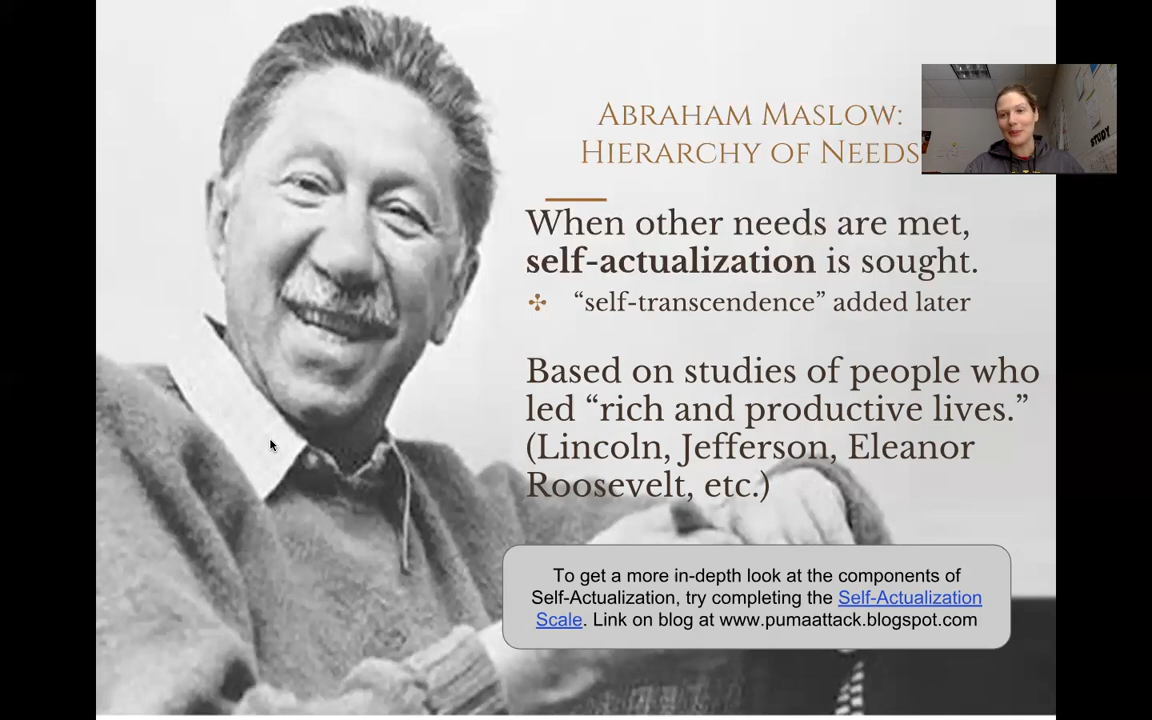 Abraham Maslow:
Hierarchy of Needs
When other needs are met,
self-actualization is sought.
✣ “self-transcendence” added later
Based on studies of people who
led “rich and productive lives.”
(Lincoln, Jefferson, Eleanor
Roosevelt, etc.)
To get a more in-depth look at the components of
Self-Actualization, try completing the Self-Actualization
Scale. Link on blog at www.pumaattack.blogspot.com
STUDY